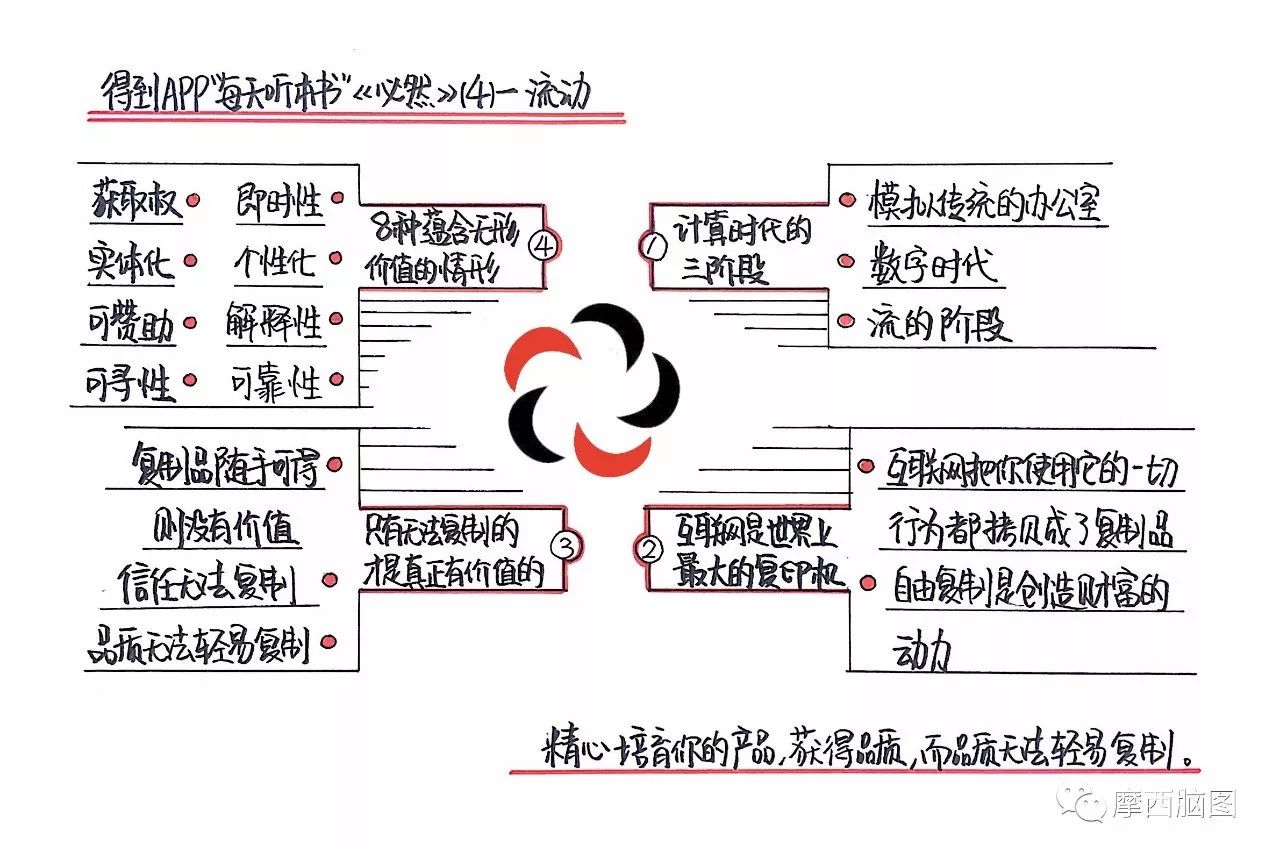 得到APP"每天听本书"《必然》(4)一流动
①
计算时代的
三阶段
模拟传统的办公室
数字时代
流的阶段
②
互联网是世界上
最大的复印机
互联网把你使用它的一切
行为都拷贝成了复制品
自由复制是创造财富的
动力
③
只有无法复制的
才是真正有价值的
复制品随手可得
则没有价值
信任无法复制
品质无法轻易复制
④
8种蕴含无形
价值的情形
获取权 即时性
实体化 个性化
可赞助 解释性
可寻性 可靠性
精心培育你的产品,获得品质,而品质无法轻易复制。
摩西脑图